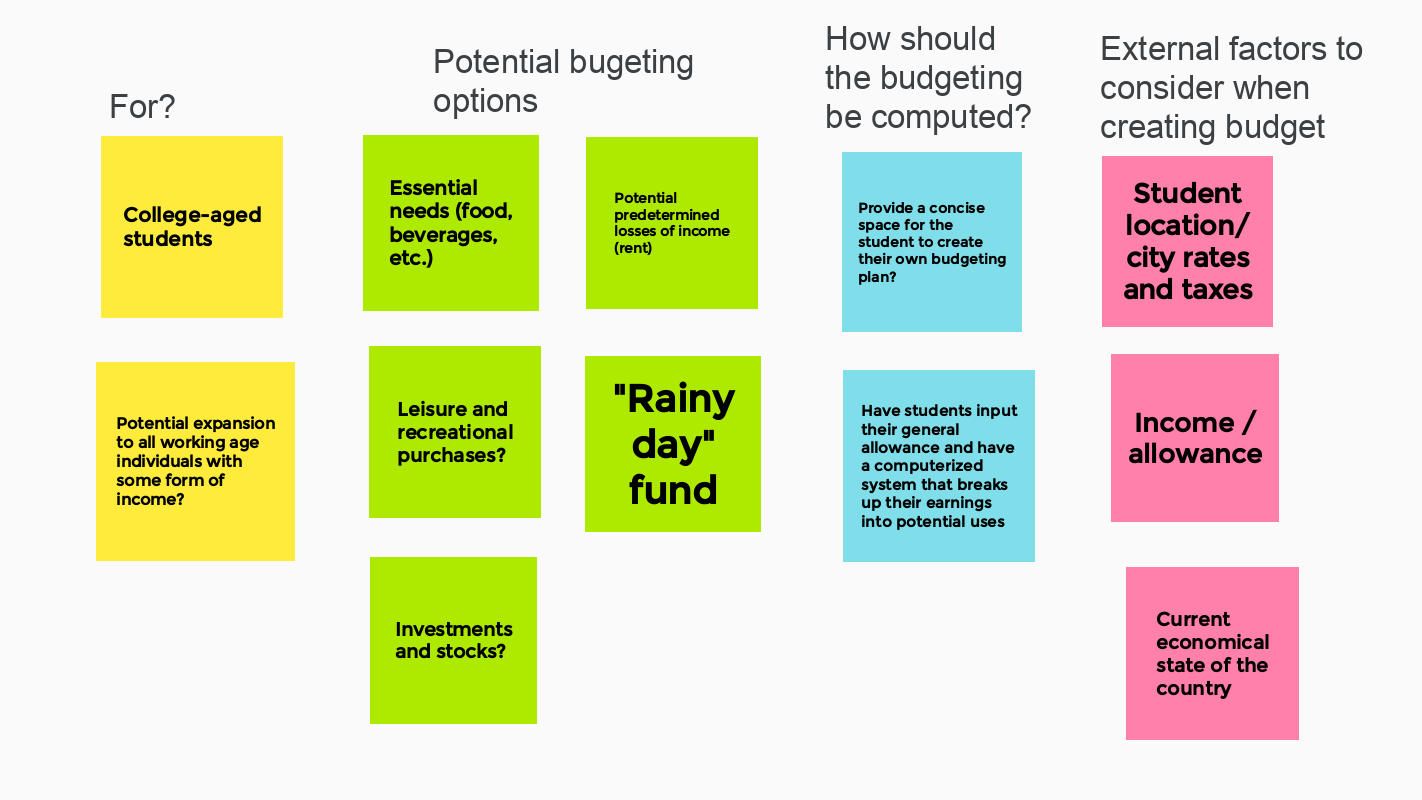 For?
College-aged
students
Potential expansion
to all working age
individuals with
some form of
income?
Potential bugeting
options
Essential
needs (food,
beverages,
etc.)
Potential
predetermined
losses of income
(rent)
Leisure and
recreational
purchases?
"Rainy
day"
fund
Investments
and stocks?
How should
the budgeting
be computed?
Provide a concise
space for the
student to create
their own budgeting
plan?
Have students input
their general
allowance and have
a computerized
system that breaks
up their earnings
into potential uses
External factors to
consider when
creating budget
Student
location/
city rates
and taxes
Income /
allowance
Current
economical
state of the
country